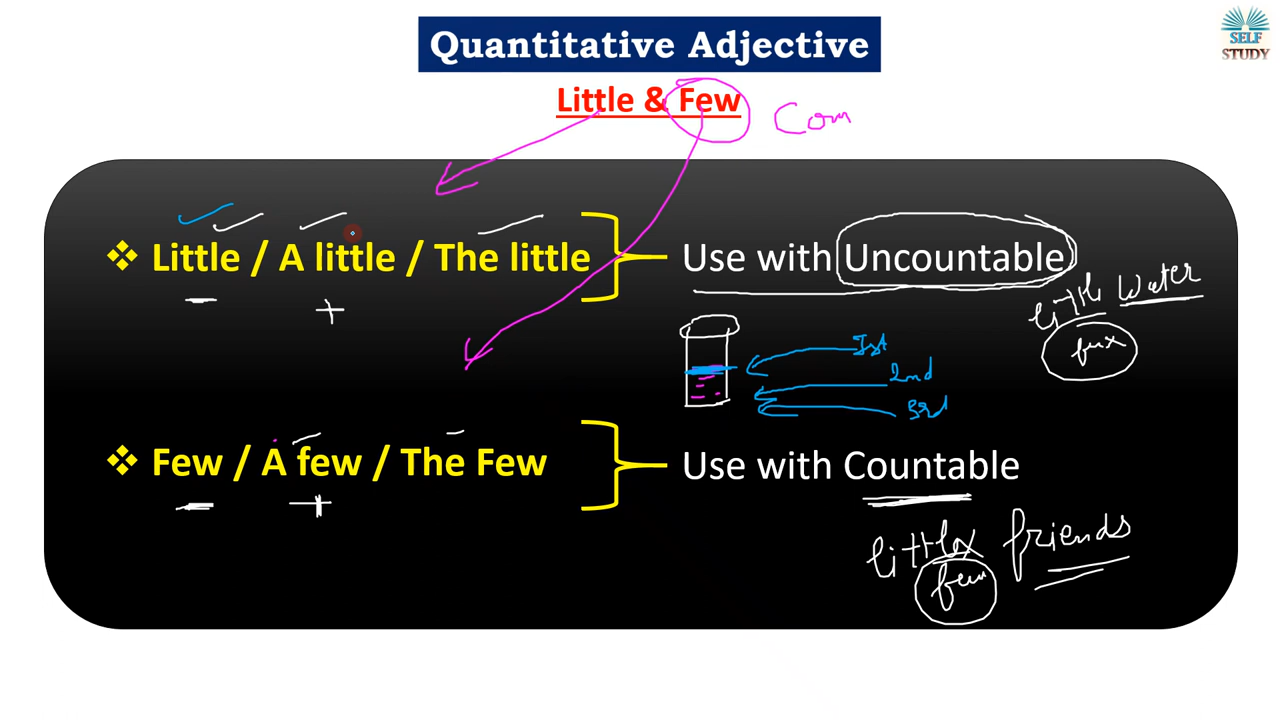 Quantitative Adjective
SELF
STUDY
Little & Few
Com
❖ Little / A little / The little
Use with Uncountable
- +
little water
few x
Ist
2nd
3rd
❖ Few / A few / The Few
Use with Countable
- +
little x friends
few